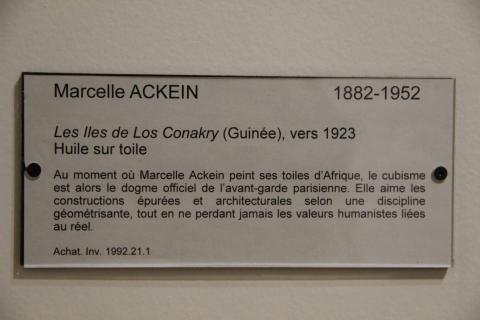 Marcelle ACKEIN 1882-1952
Les Iles de Los Conakry (Guinée), vers 1923
Huile sur toile
Au moment où Marcelle Ackein peint ses toiles d'Afrique, le cubisme
est alors le dogme officiel de l'avant-garde parisienne. Elle aime les
constructions épurées et architecturales selon une discipline
géométrisante, tout en ne perdant jamais les valeurs humanistes liées
au réel.
Achat. Inv. 1992.21.1